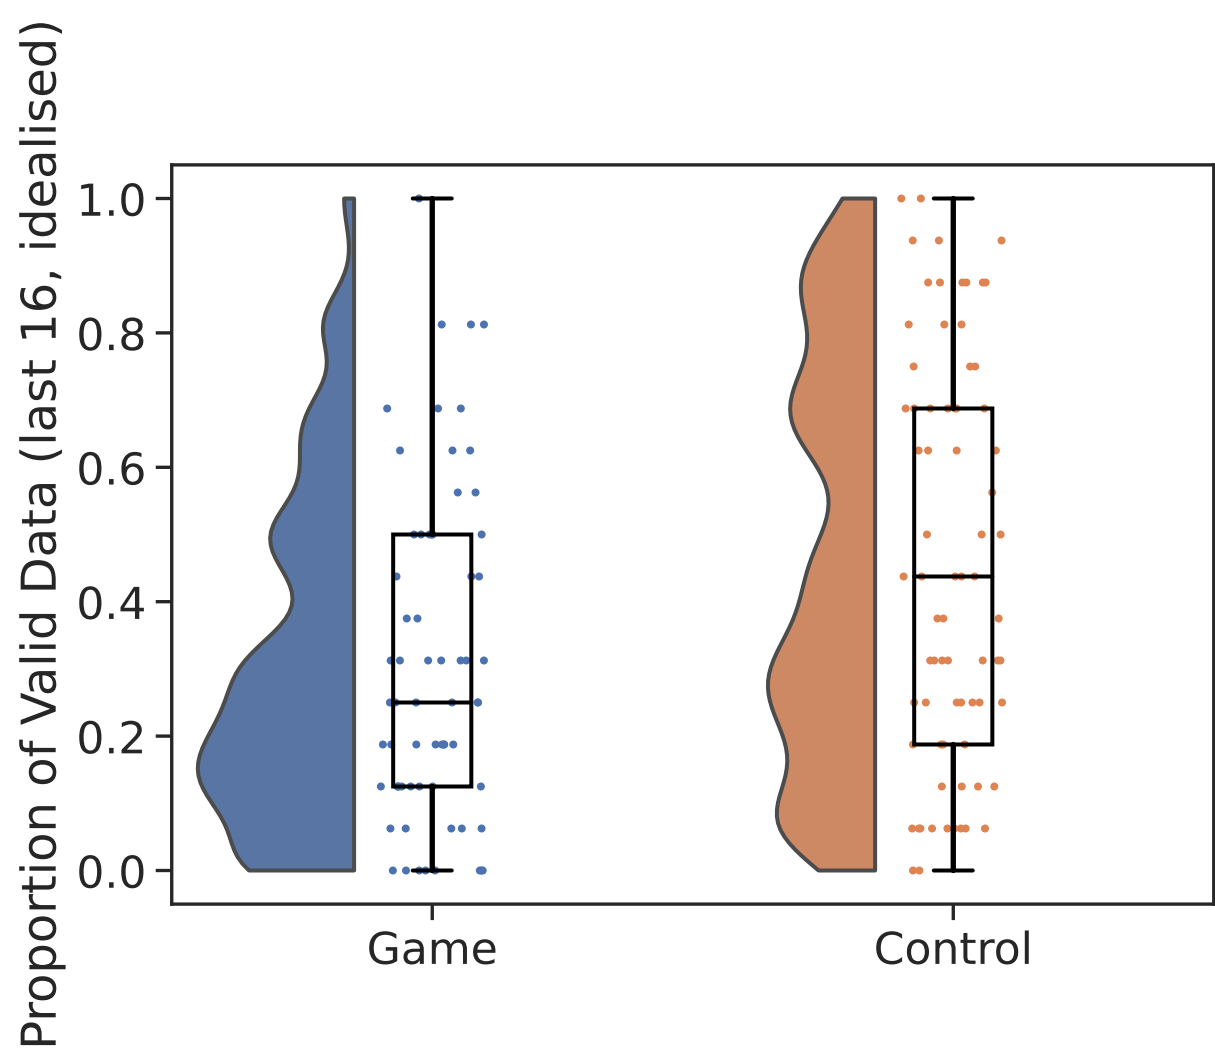 Proportion of Valid Data (last 16, idealised)
1.0
0.8
0.6
0.4
0.2
0.0
Game
Control